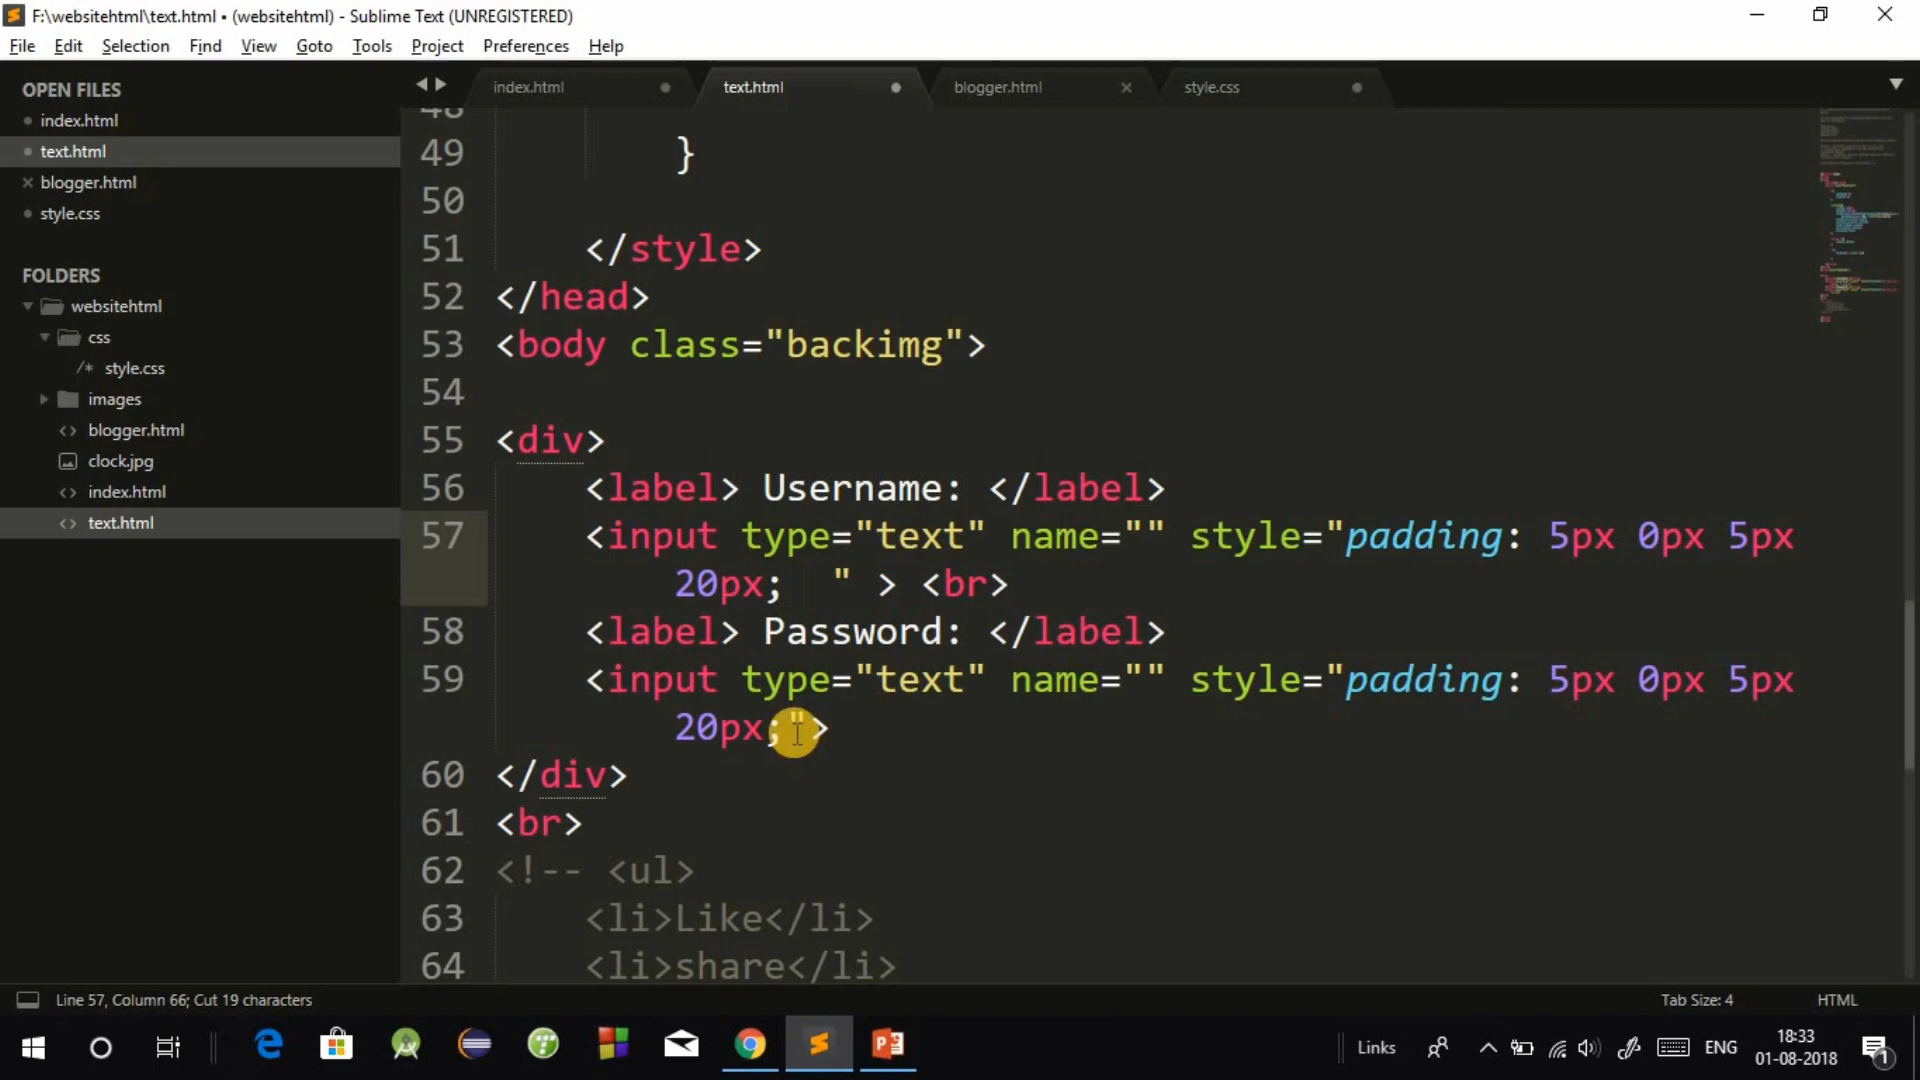 F:\websitehtml\text.html • (websitehtml) - Sublime Text (UNREGISTERED)
File Edit Selection Find View Goto Tools Project Preferences Help
OPEN FILES
index.html
text.html
blogger.html
style.css
FOLDERS
websitehtml
css
/* style.css
images
<> blogger.html
clock.jpg
<> index.html
<> text.html
index.html text.html blogger.html style.css
48
49 }
50
51 </style>
52 </head>
53 <body class="backimg">
54
55 <div>
56 <label> Username: </label>
57 <input type="text" name="" style="padding: 5px 0px 5px
20px; " > <br>
58 <label> Password: </label>
59 <input type="text" name="" style="padding: 5px 0px 5px
20px;">
60 </div>
61 <br>
62 <!-- <ul>
63 <li>Like</li>
64 <li>share</li>
Line 57, Column 66; Cut 19 characters
Tab Size: 4 HTML
Links
ENG
18:33
01-08-2018
1